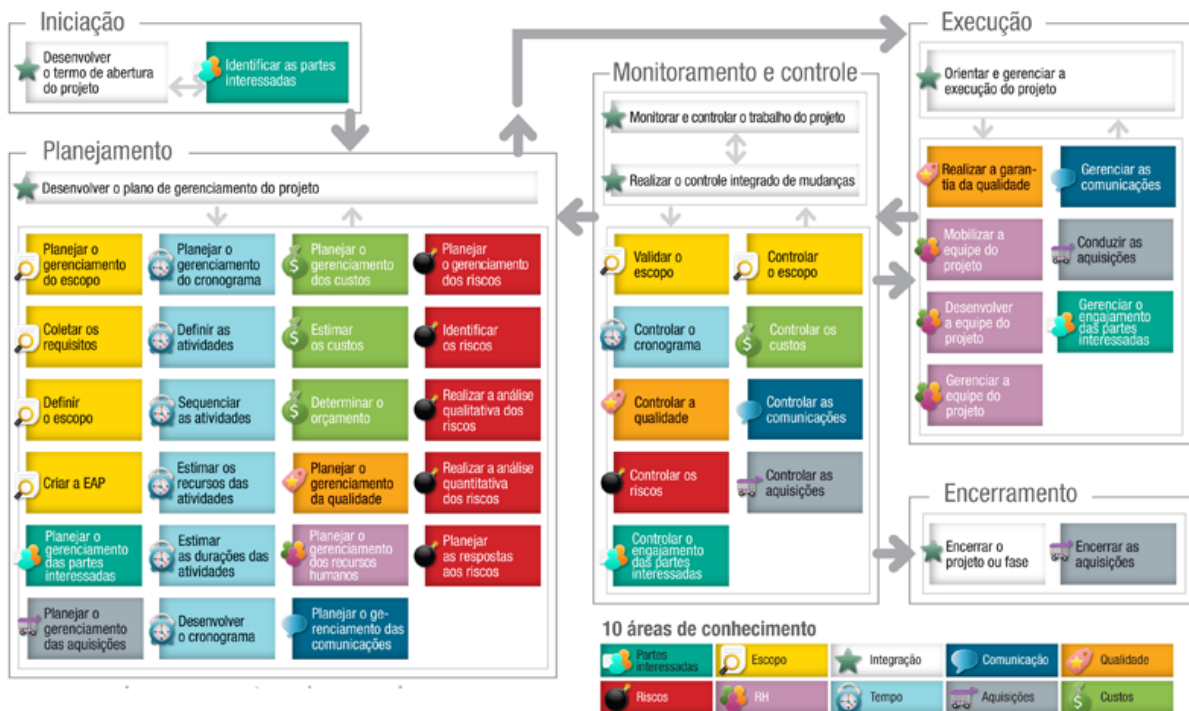 Iniciação
Desenvolver
o termo de abertura
do projeto
Identificar as partes
interessadas
Planejamento
Desenvolver o plano de gerenciamento do projeto
Planejar o
gerenciamento
do escopo
Planejar o
gerenciamento
do cronograma
Planejar o
gerenciamento
dos custos
Planejar
o gerenciamento
dos riscos
Coletar os
requisitos
Definir as
atividades
Estimar
os custos
Identificar
os riscos
Definir
o escopo
Sequenciar
as atividades
Determinar o
orçamento
Realizar a análise
qualitativa dos
riscos
Criar a EAP
Estimar os
recursos das
atividades
Planejar o
gerenciamento
da qualidade
Realizar a análise
quantitativa
dos riscos
Planejar o
gerenciamento
das partes
interessadas
Estimar
as durações das
atividades
Planejar o
gerenciamento
dos recursos
humanos
Planejar
as respostas
aos riscos
Planejar o
gerenciamento
das aquisições
Desenvolver
o cronograma
Planejar o ge-
renciamento das
comunicações
Monitoramento e controle
Monitorar e controlar o trabalho do projeto
Realizar o controle integrado de mudanças
Validar o
escopo
Controlar
o escopo
Controlar o
cronograma
Controlar os
custos
Controlar a
qualidade
Controlar as
comunicações
Controlar os
riscos
Controlar as
aquisições
Controlar o
engajamento
das partes
interessadas
Execução
Orientar e gerenciar a
execução do projeto
Realizar a garan-
tia da qualidade
Gerenciar as
comunicações
Mobilizar a
equipe do
projeto
Conduzir as
aquisições
Desenvolver
a equipe do
projeto
Gerenciar o
engajamento
das partes
interessadas
Gerenciar a
equipe do
projeto
Encerramento
Encerrar o
projeto ou fase
Encerrar as
aquisições
10 áreas de conhecimento
Partes
interessadas
Escopo
Integração
Comunicação
Qualidade
Riscos
RH
Tempo
Aquisições
Custos